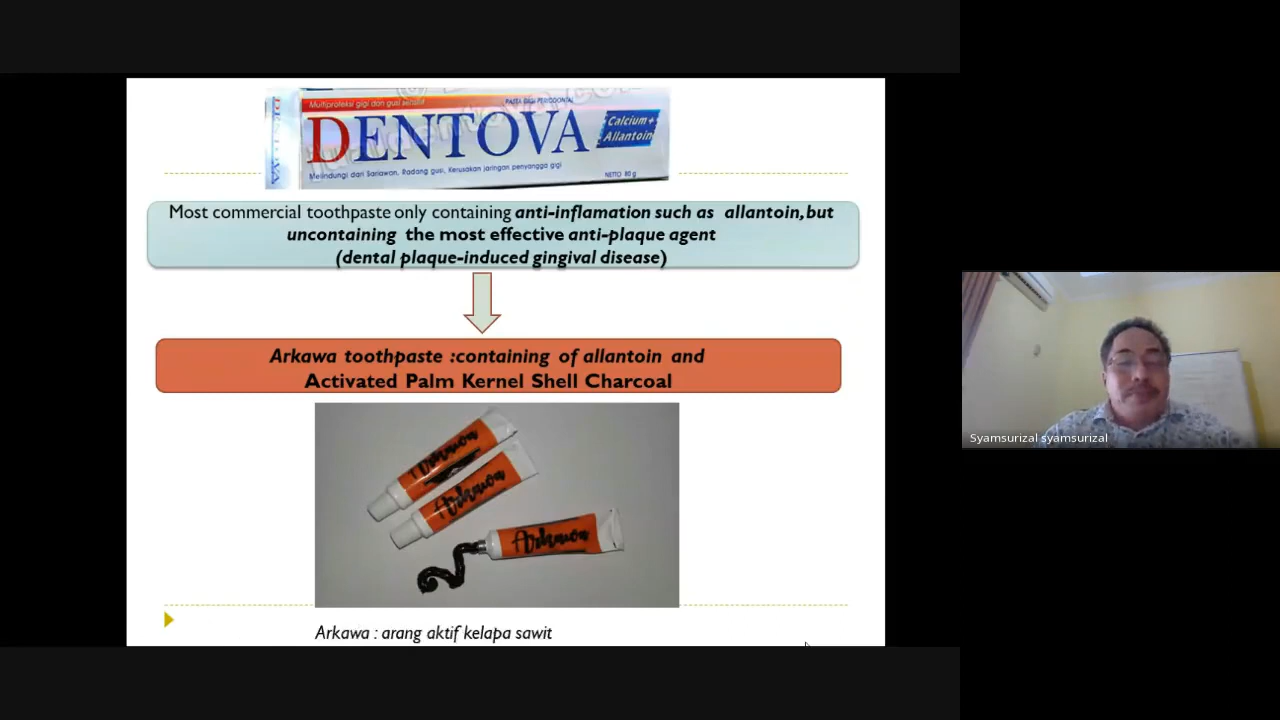 Multiproteksi gigi dan gusi sensitif
PASTA GIGI PERIODONTAL
DENTOVA
Calcium+
Allantoin
Melindungi dari Sariawan, Radang gusi, Kerusakan jaringan penyangga gigi
NETTO 80 g
Most commercial toothpaste only containing anti-inflamation such as allantoin, but
uncontaining the most effective anti-plaque agent
(dental plaque-induced gingival disease)
Arkawa toothpaste :containing of allantoin and
Activated Palm Kernel Shell Charcoal
Arkawa
Arkawa
Arkawa
Arkawa : arang aktif kelapa sawit
Syamsurizal syamsurizal